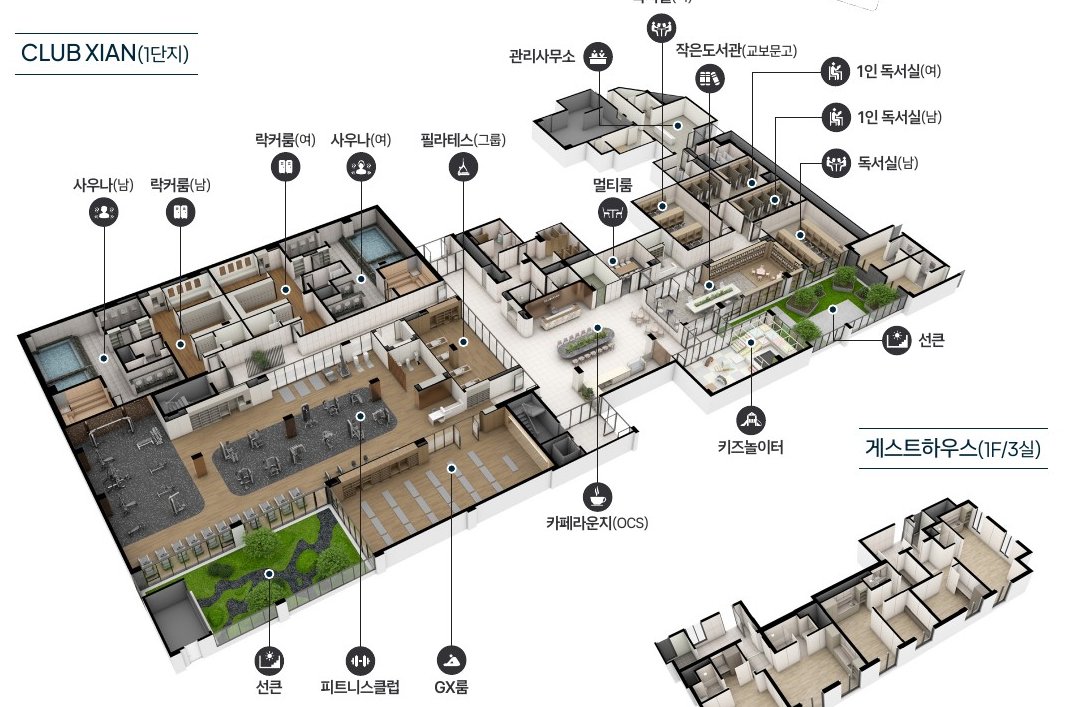 CLUB XIAN(1단지)
관리사무소
작은도서관(교보문고)
1인 독서실(여)
1인 독서실(남)
독서실(남)
락커룸(여)
사우나(여)
필라테스(그룹)
사우나(남)
락커룸(남)
멀티룸
선큰
키즈놀이터
게스트하우스(1F/3실)
카페라운지(OCS)
선큰
피트니스클럽
GX룸